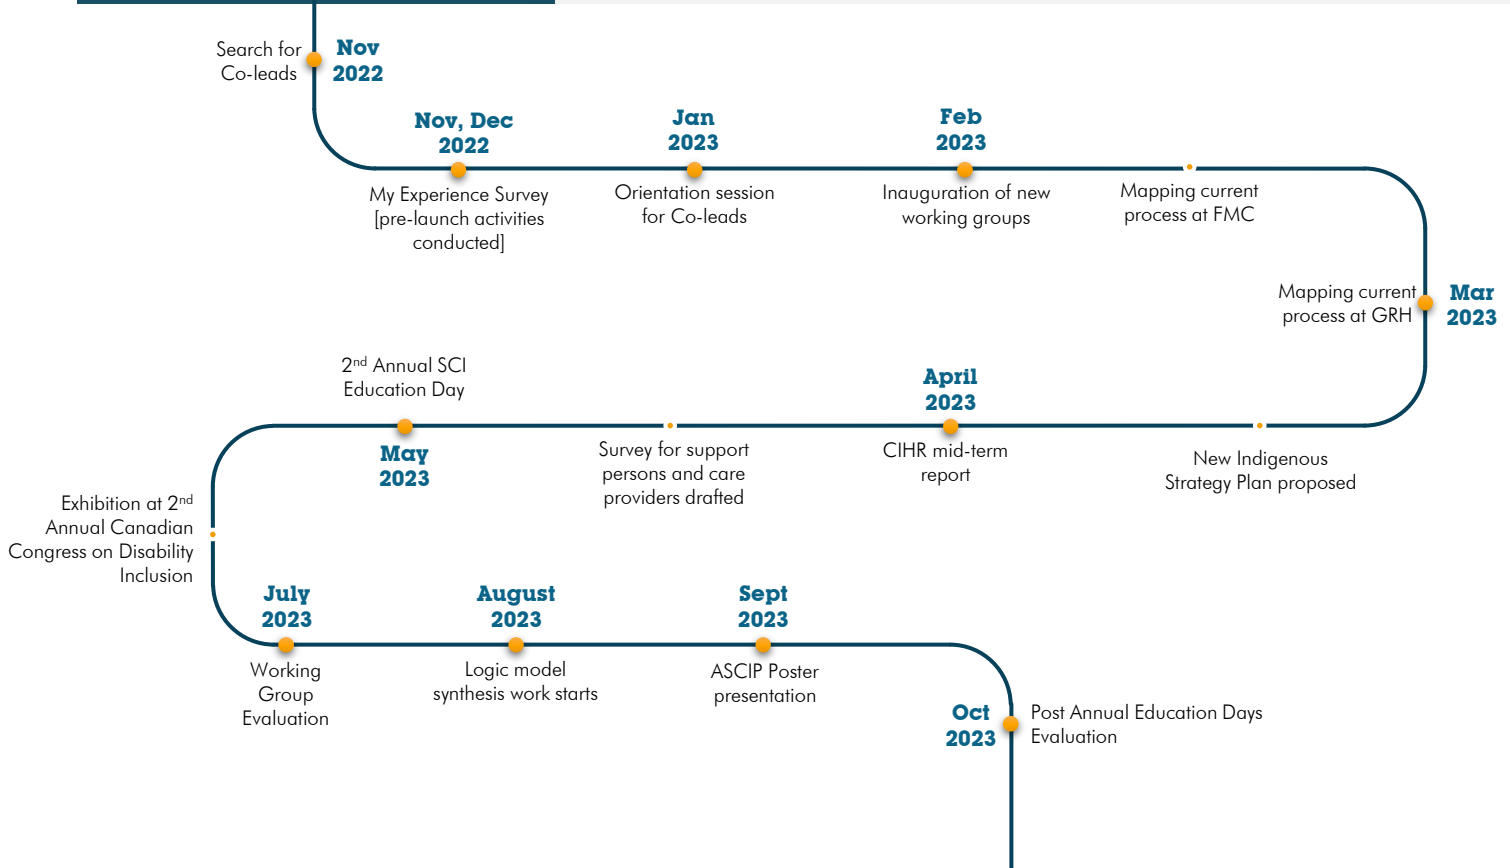 Search for
Co-leads
Nov
2022
Nov, Dec
2022
My Experience Survey
[pre-launch activities
conducted]
Jan
2023
Orientation session
for Co-leads
Feb
2023
Inauguration of new
working groups
Mapping current
process at FMC
Mapping current
process at GRH
Mar
2023
New Indigenous
Strategy Plan proposed
April
2023
CIHR mid-term
report
Survey for support
persons and care
providers drafted
2nd Annual SCI
Education Day
May
2023
Exhibition at 2nd
Annual Canadian
Congress on Disability
Inclusion
July
2023
Working
Group
Evaluation
August
2023
Logic model
synthesis work starts
Sept
2023
ASCIP Poster
presentation
Oct
2023
Post Annual Education Days
Evaluation